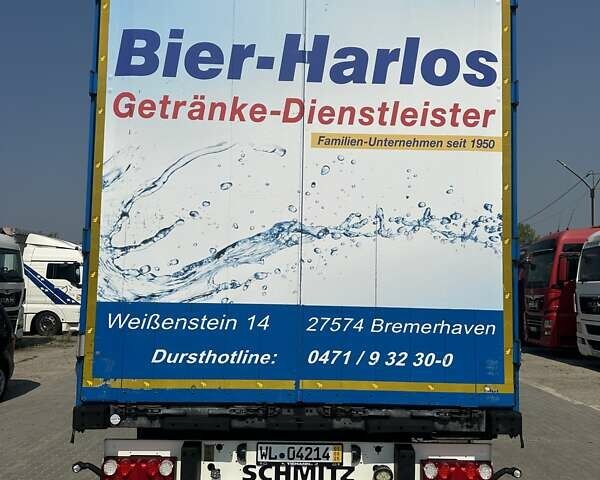 Bier-Harlos
Getränke-Dienstleister
Familien-Unternehmen seit 1950
Weißenstein 14 27574 Bremerhaven
Dursthotline: 0471 / 9 32 30-0
WL 04214
SCHMITZ